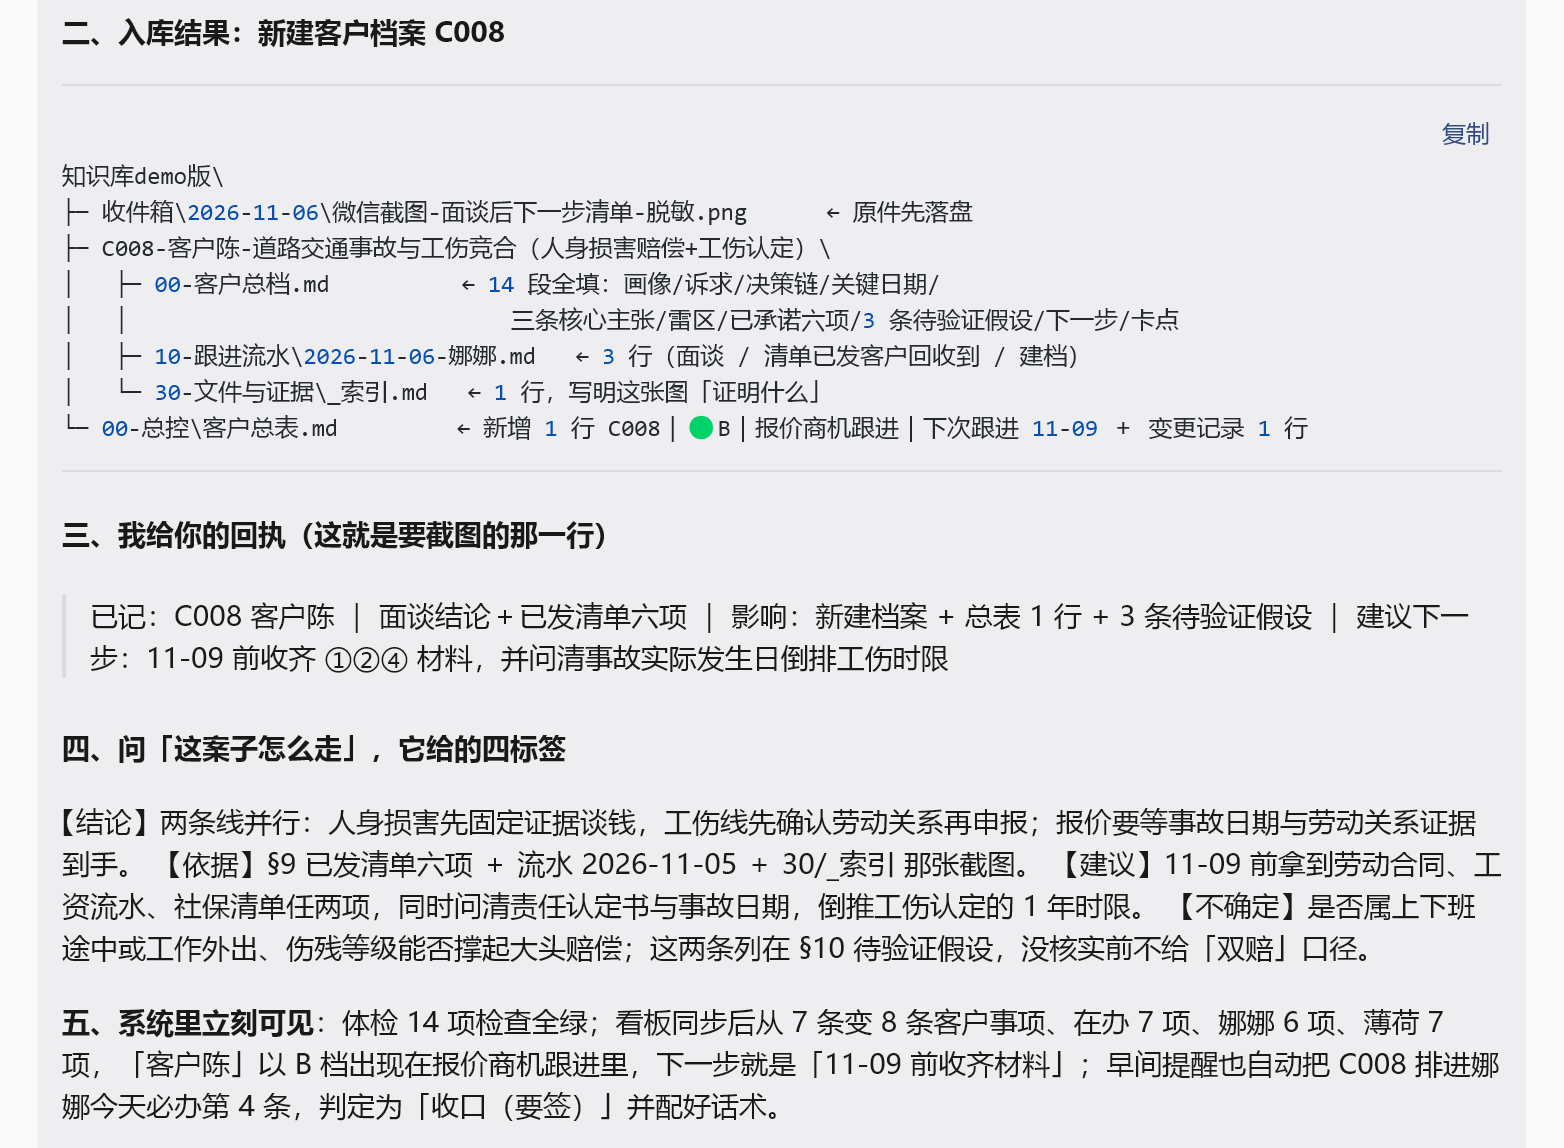 二、入库结果：新建客户档案 C008
复制
知识库demo版\
├─ 收件箱\2026-11-06\微信截图-面谈后下一步清单-脱敏.png      ← 原件先落盘
├─ C008-客户陈-道路交通事故与工伤竞合（人身损害赔偿+工伤认定）\
│   ├─ 00-客户总档.md          ← 14 段全填：画像/诉求/决策链/关键日期/
│   │                             三条核心主张/雷区/已承诺六项/3 条待验证假设/下一步/卡点
│   ├─ 10-跟进流水\2026-11-06-娜娜.md   ← 3 行（面谈 / 清单已发客户回收到 / 建档）
│   └─ 30-文件与证据\_索引.md   ← 1 行，写明这张图「证明什么」
└─ 00-总控\客户总表.md         ← 新增 1 行 C008｜🟢B｜报价商机跟进｜下次跟进 11-09 + 变更记录 1 行
三、我给你的回执（这就是要截图的那一行）
已记：C008 客户陈 ｜ 面谈结论＋已发清单六项 ｜ 影响：新建档案 + 总表 1 行 + 3 条待验证假设 ｜ 建议下一
步：11-09 前收齐 ①②④ 材料，并问清事故实际发生日倒排工伤时限
四、问「这案子怎么走」，它给的四标签
【结论】两条线并行：人身损害先固定证据谈钱，工伤线先确认劳动关系再申报；报价要等事故日期与劳动关系证据
到手。 【依据】§9 已发清单六项 + 流水 2026-11-05 + 30/_索引 那张截图。 【建议】11-09 前拿到劳动合同、工
资流水、社保清单任两项，同时问清责任认定书与事故日期，倒推工伤认定的 1 年时限。 【不确定】是否属上下班
途中或工作外出、伤残等级能否撑起大头赔偿；这两条列在 §10 待验证假设，没核实前不给「双赔」口径。
五、系统里立刻可见：体检 14 项检查全绿；看板同步后从 7 条变 8 条客户事项、在办 7 项、娜娜 6 项、薄荷 7
项，「客户陈」以 B 档出现在报价商机跟进里，下一步就是「11-09 前收齐材料」；早间提醒也自动把 C008 排进娜
娜今天必办第 4 条，判定为「收口（要签）」并配好话术。